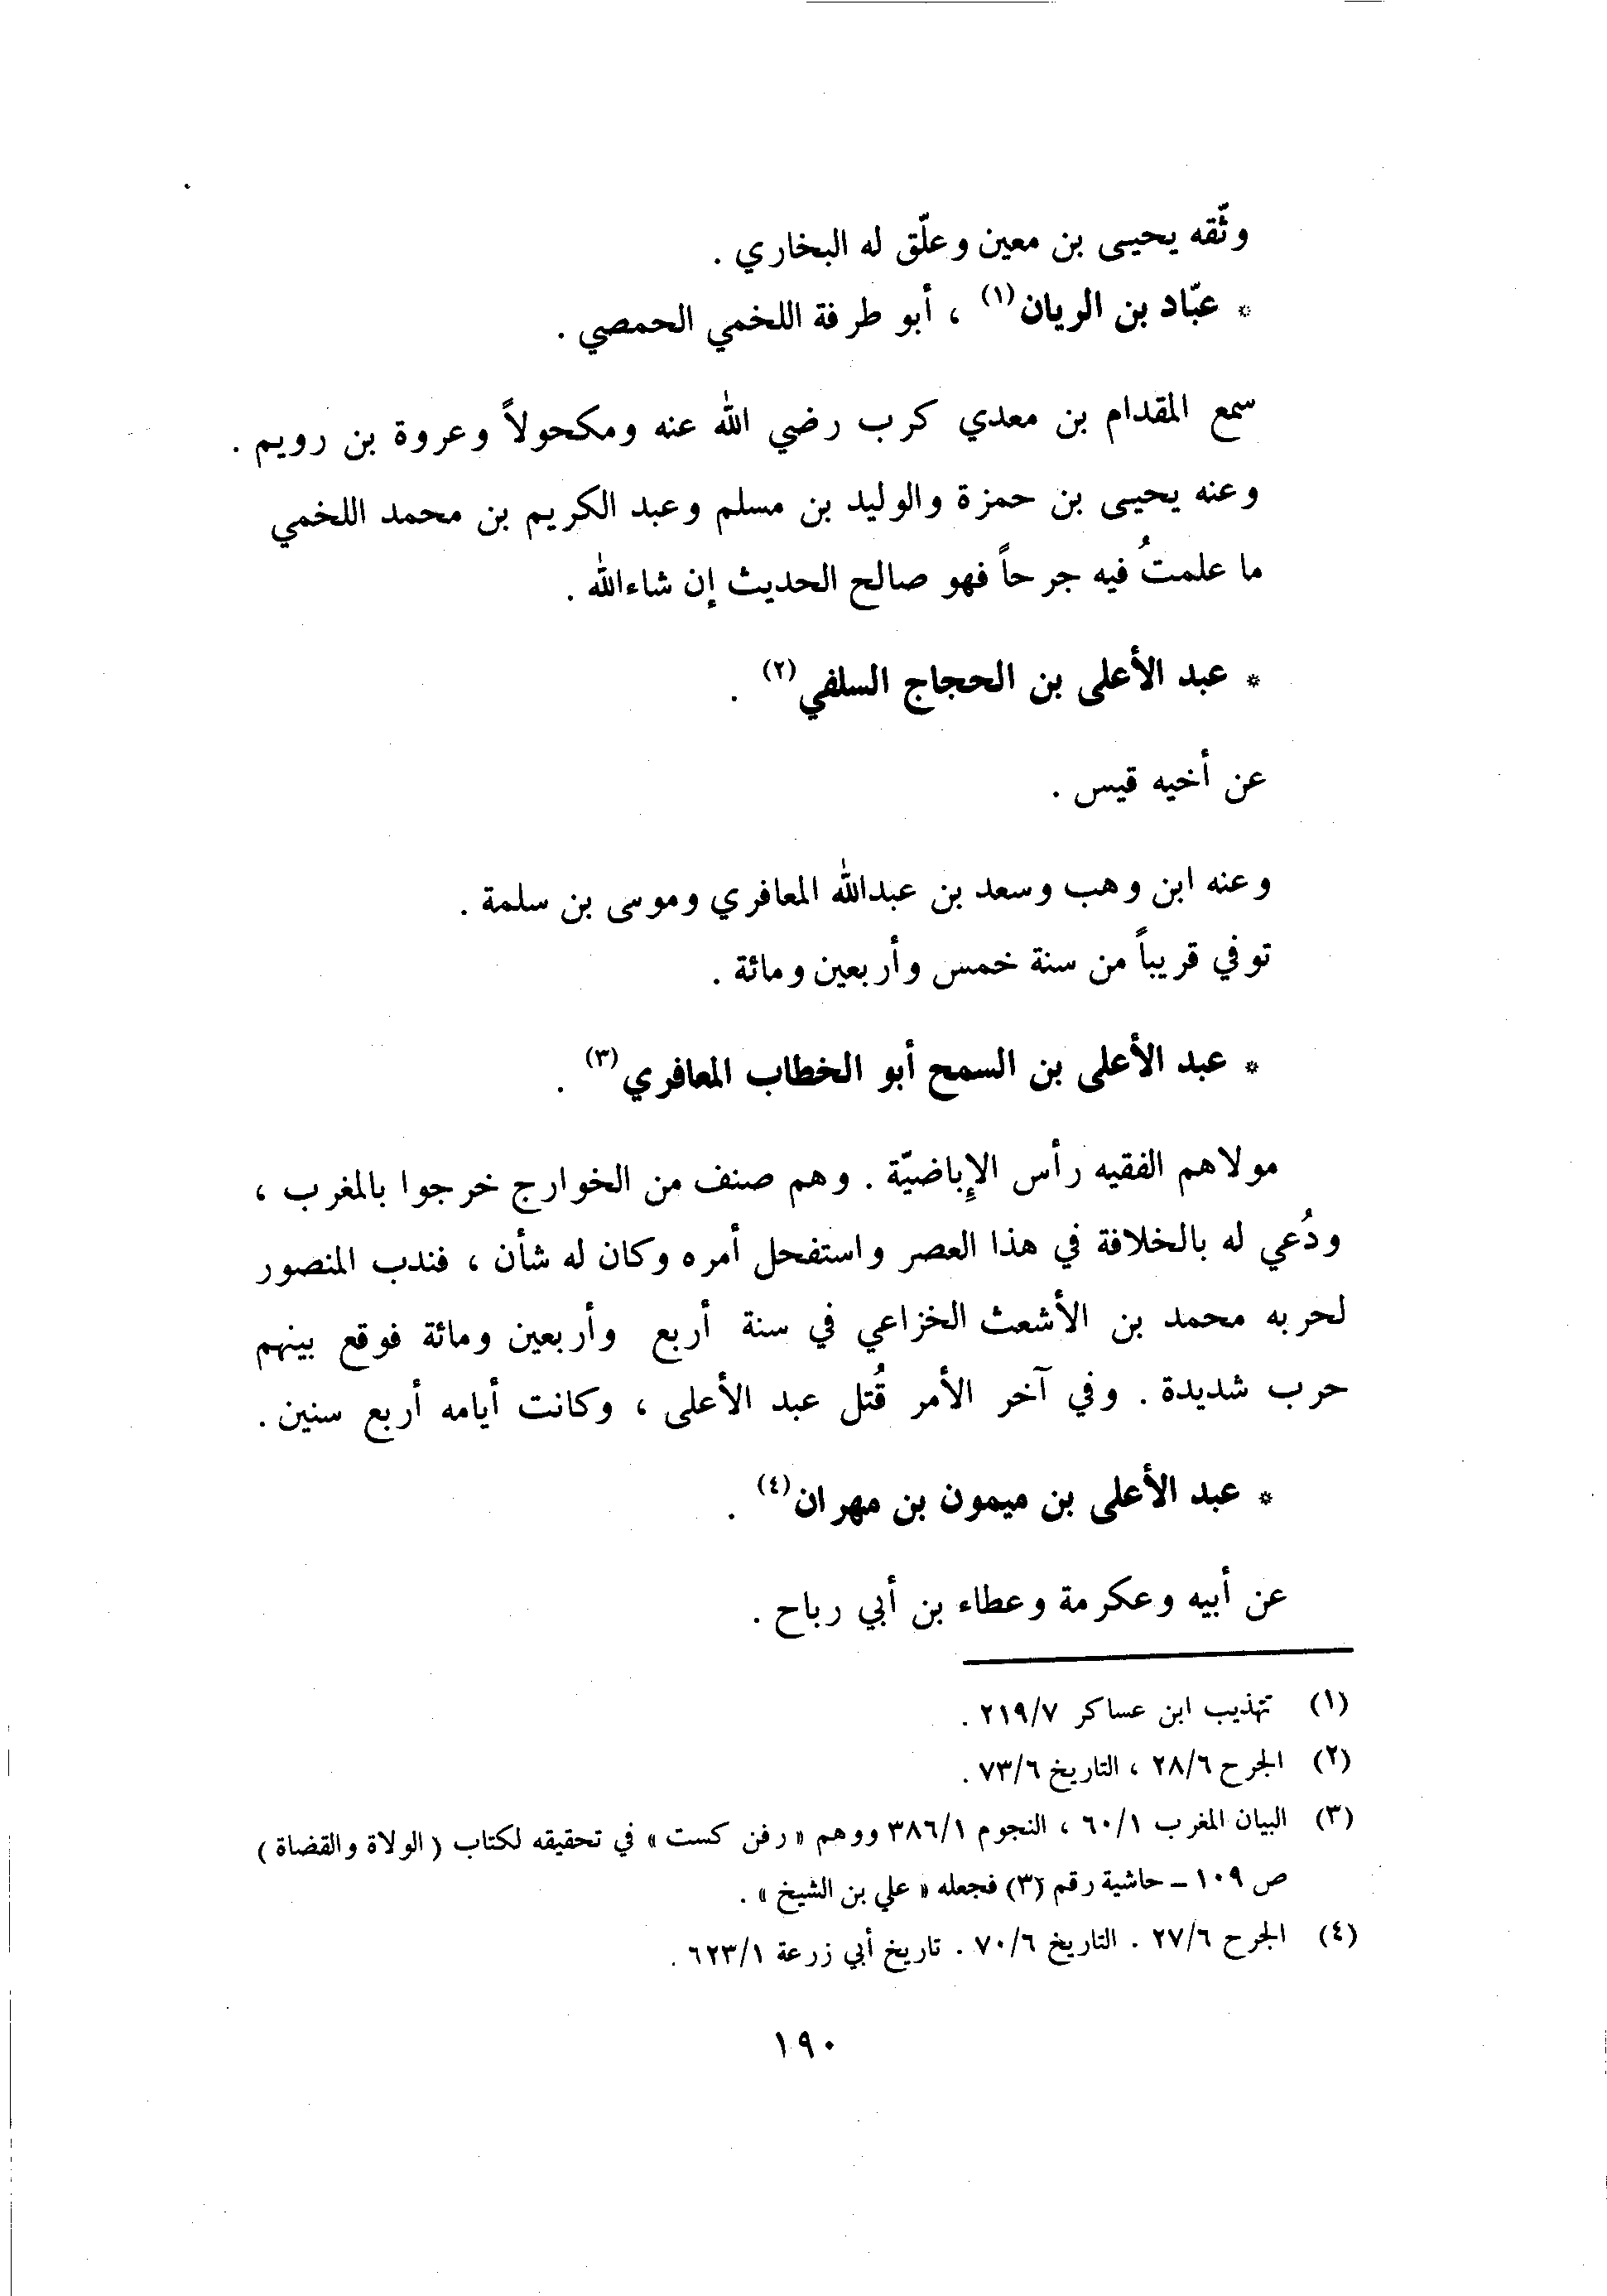 وثّقه يحيى بن معين وعلّق له البخاري .
* عبّاد بن الريان(١) ، أبو طرفة اللخمي الحمصي .
سمع المقدام بن معدي كرب رضي الله عنه ومكحولاً وعروة بن رويم .
وعنه يحيى بن حمزة والوليد بن مسلم وعبد الكريم بن محمد اللخمي
ما علمتُ فيه جرحاً فهو صالح الحديث إن شاءالله .
* عبد الأعلى بن الحجاج السلفي(٢) .
عن أخيه قيس .
وعنه ابن وهب وسعد بن عبدالله المعافري وموسى بن سلمة .
توفي قريباً من سنة خمس وأربعين ومائة .
* عبد الأعلى بن السمح أبو الخطاب المعافري(٣) .
مولاهم الفقيه رأس الإِباضيّة . وهم صنف من الخوارج خرجوا بالمغرب ،
ودُعي له بالخلافة في هذا العصر واستفحل أمره وكان له شأن ، فندب المنصور
لحربه محمد بن الأشعث الخزاعي في سنة أربع وأربعين ومائة فوقع بينهم
حرب شديدة . وفي آخر الأمر قُتل عبد الأعلى ، وكانت أيامه أربع سنين .
* عبد الأعلى بن ميمون بن مهران(٤) .
عن أبيه وعكرمة وعطاء بن أبي رباح .
(١) تهذيب ابن عساكر ٢١٩/٧ .
(٢) الجرح ٢٨/٦ ، التاريخ ٧٣/٦ .
(٣) البيان المغرب ٦٠/١ ، النجوم ٣٨٦/١ ووهم « رفن كست » في تحقيقه لكتاب ( الولاة والقضاة )
ص ١٠٩ – حاشية رقم (٣) فجعله « علي بن الشيخ » .
(٤) الجرح ٢٧/٦ . التاريخ ٧٠/٦ . تاريخ أبي زرعة ٦٢٣/١ .
١٩٠